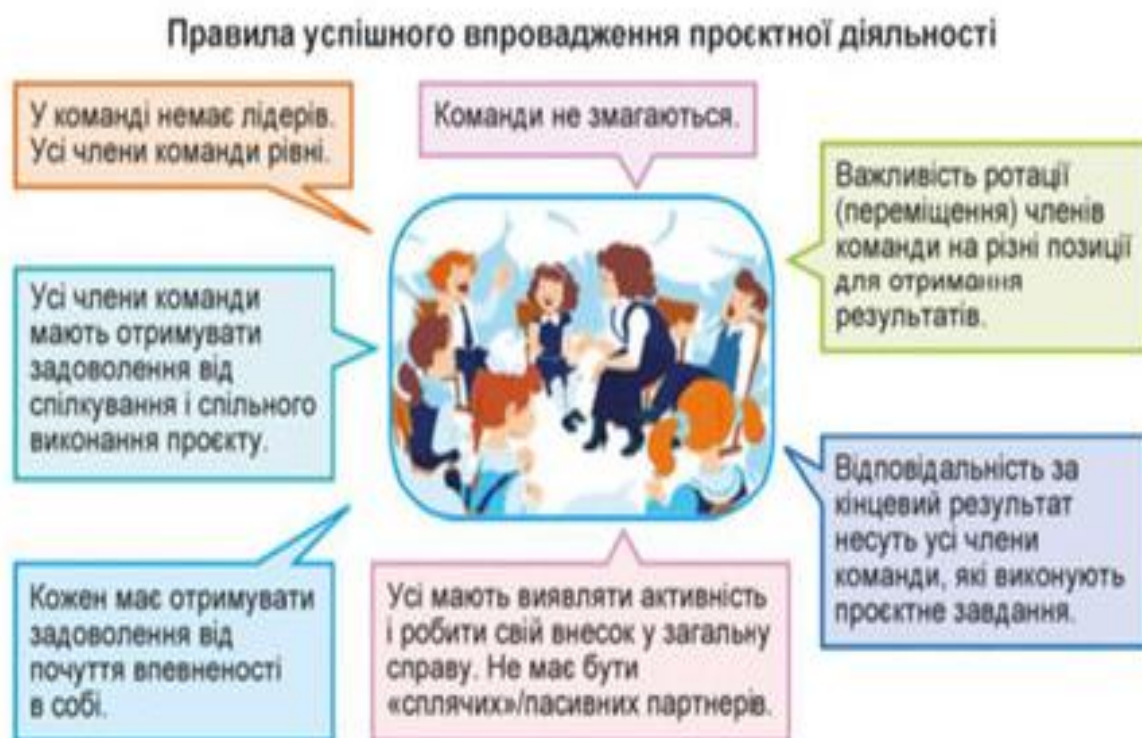 Правила успішного впровадження проєктної діяльності
У команді немає лідерів.
Усі члени команди рівні.
Команди не змагаються.
Важливість ротації
(переміщення) членів
команди на різні позиції
для отримання
результатів.
Усі члени команди
мають отримувати
задоволення від
спілкування і спільного
виконання проєкту.
Відповідальність за
кінцевий результат
несуть усі члени
команди, які виконують
проєктне завдання.
Кожен має отримувати
задоволення від
почуття впевненості
в собі.
Усі мають виявляти активність
і робити свій внесок у загальну
справу. Не має бути
«сплячих»/пасивних партнерів.